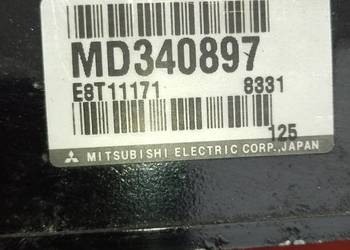 MD340897
E8T11171 8331
125
MITSUBISHI ELECTRIC CORP., JAPAN